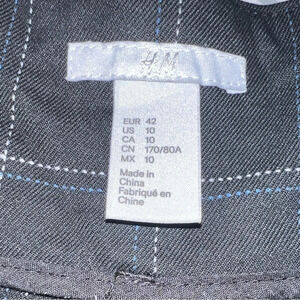 H&M
EUR 42
US 10
CA 10
CN 170/80A
MX 10
Made in
China
Fabriqué en
Chine